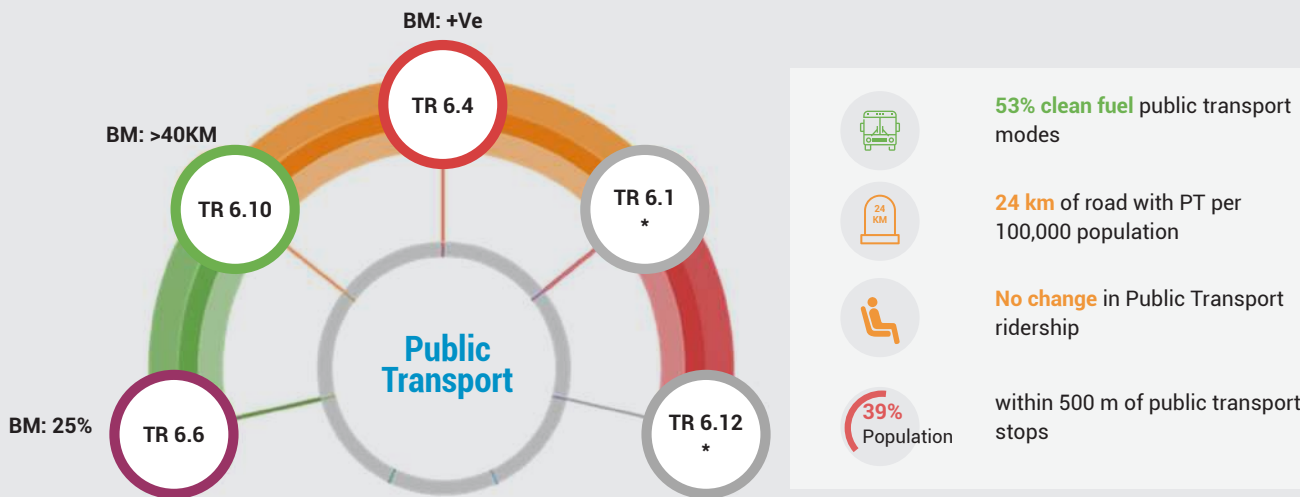 BM: +Ve
TR 6.4
BM: >40KM
TR 6.10
TR 6.1
*
Public
Transport
BM: 25%
TR 6.6
TR 6.12
*
53% clean fuel public transport
modes
24
KM
24 km of road with PT per
100,000 population
No change in Public Transport
ridership
39%
Population
within 500 m of public transport
stops